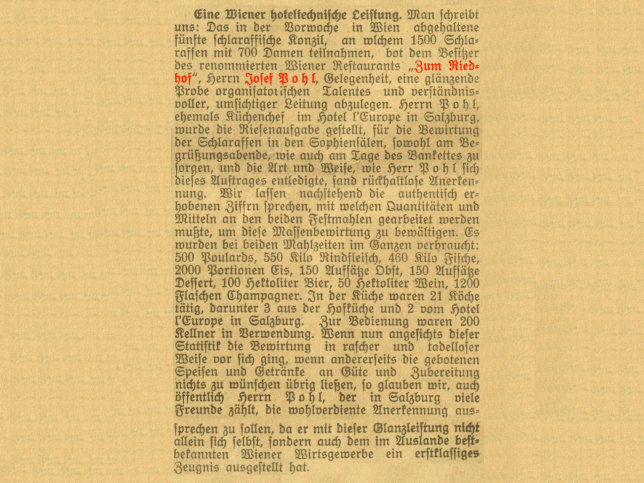 Eine Wiener hoteltechnische Leistung. Man schreibt
uns: Das in der Vorwoche in Wien abgehaltene
fünfte schlaraffische Konzil, an wlchem 1500 Schla-
raffen mit 700 Damen teilnahmen, bot dem Besitzer
des renommierten Wiener Restaurants „Zum Ried-
hof“, Herrn Josef Pohl, Gelegenheit, eine glänzende
Probe organisatorischen Talentes und verständnis-
voller, umsichtiger Leitung abzulegen. Herrn Pohl,
ehemals Küchenchef im Hotel l'Europe in Salzburg,
wurde die Riesenaufgabe gestellt, für die Bewirtung
der Schlaraffen in den Sophiensälen, sowohl am Be-
grüßungsabende, wie auch am Tage des Bankettes zu
sorgen, und die Art und Weise, wie Herr Pohl sich
dieses Auftrages entledigte, fand rückhaltlose Anerken-
nung. Wir lassen nachstehend die authentisch er-
hobenen Ziffrn sprechen, mit welchen Quantitäten und
Mitteln an den beiden Festmahlen gearbeitet werden
mußte, um diese Massenbewirtung zu bewältigen. Es
wurden bei beiden Mahlzeiten im Ganzen verbraucht:
500 Poulards, 550 Kilo Rindfleisch, 460 Kilo Fische,
2000 Portionen Eis, 150 Aufsätze Obst, 150 Aufsätze
Dessert, 100 Hektoliter Bier, 50 Hektoliter Wein, 1200
Flaschen Champagner. In der Küche waren 21 Köche
tätig, darunter 3 aus der Hofküche und 2 vom Hotel
l'Europe in Salzburg. Zur Bedienung waren 200
Kellner in Verwendung. Wenn nun angesichts dieser
Statistik die Bewirtung in rascher und tadelloser
Weise vor sich ging, wenn andererseits die gebotenen
Speisen und Getränke an Güte und Zubereitung
nichts zu wünschen übrig ließen, so glauben wir, auch
öffentlich Herrn Pohl, der in Salzburg viele
Freunde zählt, die wohlverdiente Anerkennung aus-
sprechen zu sollen, da er mit dieser Glanzleistung nicht
allein sich selbst, sondern auch dem im Auslande best-
bekannten Wiener Wirtsgewerbe ein erstklassiges
Zeugnis ausgestellt hat.